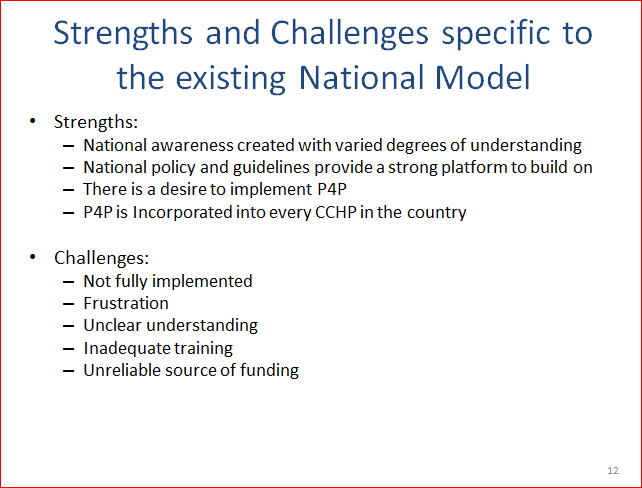 Strengths and Challenges specific to
the existing National Model
• Strengths:
– National awareness created with varied degrees of understanding
– National policy and guidelines provide a strong platform to build on
– There is a desire to implement P4P
– P4P is Incorporated into every CCHP in the country
• Challenges:
– Not fully implemented
– Frustration
– Unclear understanding
– Inadequate training
– Unreliable source of funding
12